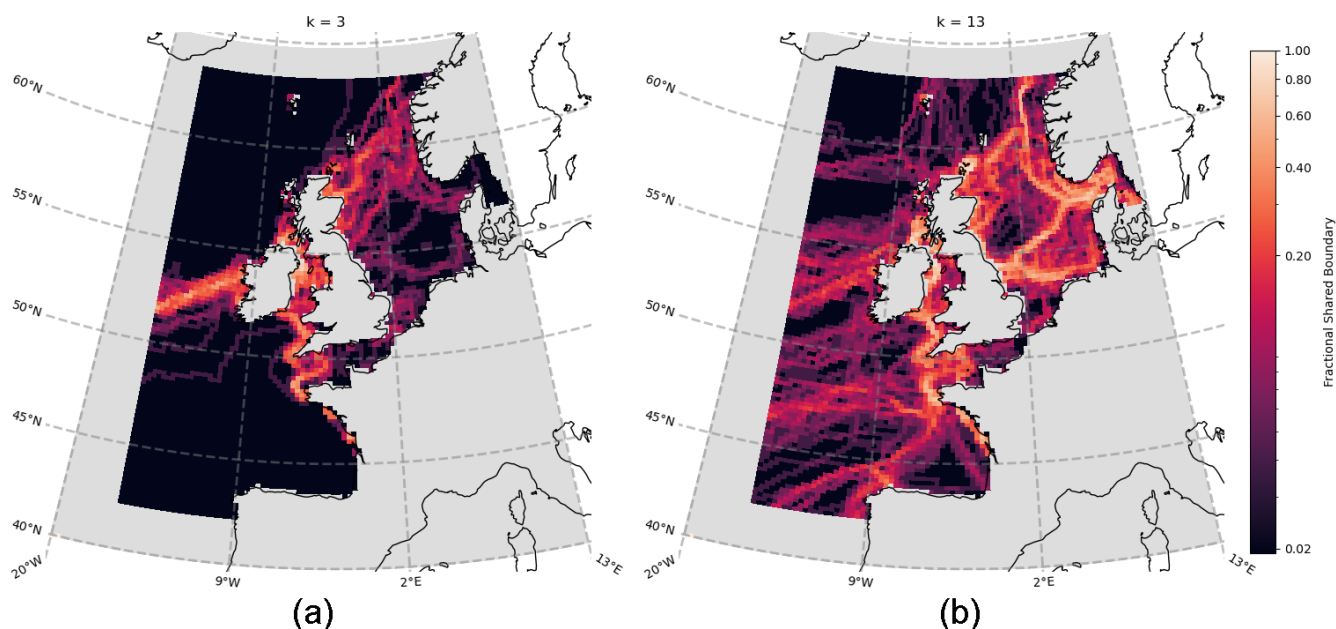 k = 3
k = 13
60°N
55°N
50°N
45°N
40°N
20°W
9°W
2°E
13°E
60°N
55°N
50°N
45°N
40°N
20°W
9°W
2°E
13°E
1.00
0.80
0.60
0.40
0.20
0.02
Fractional Shared Boundary
(a)
(b)